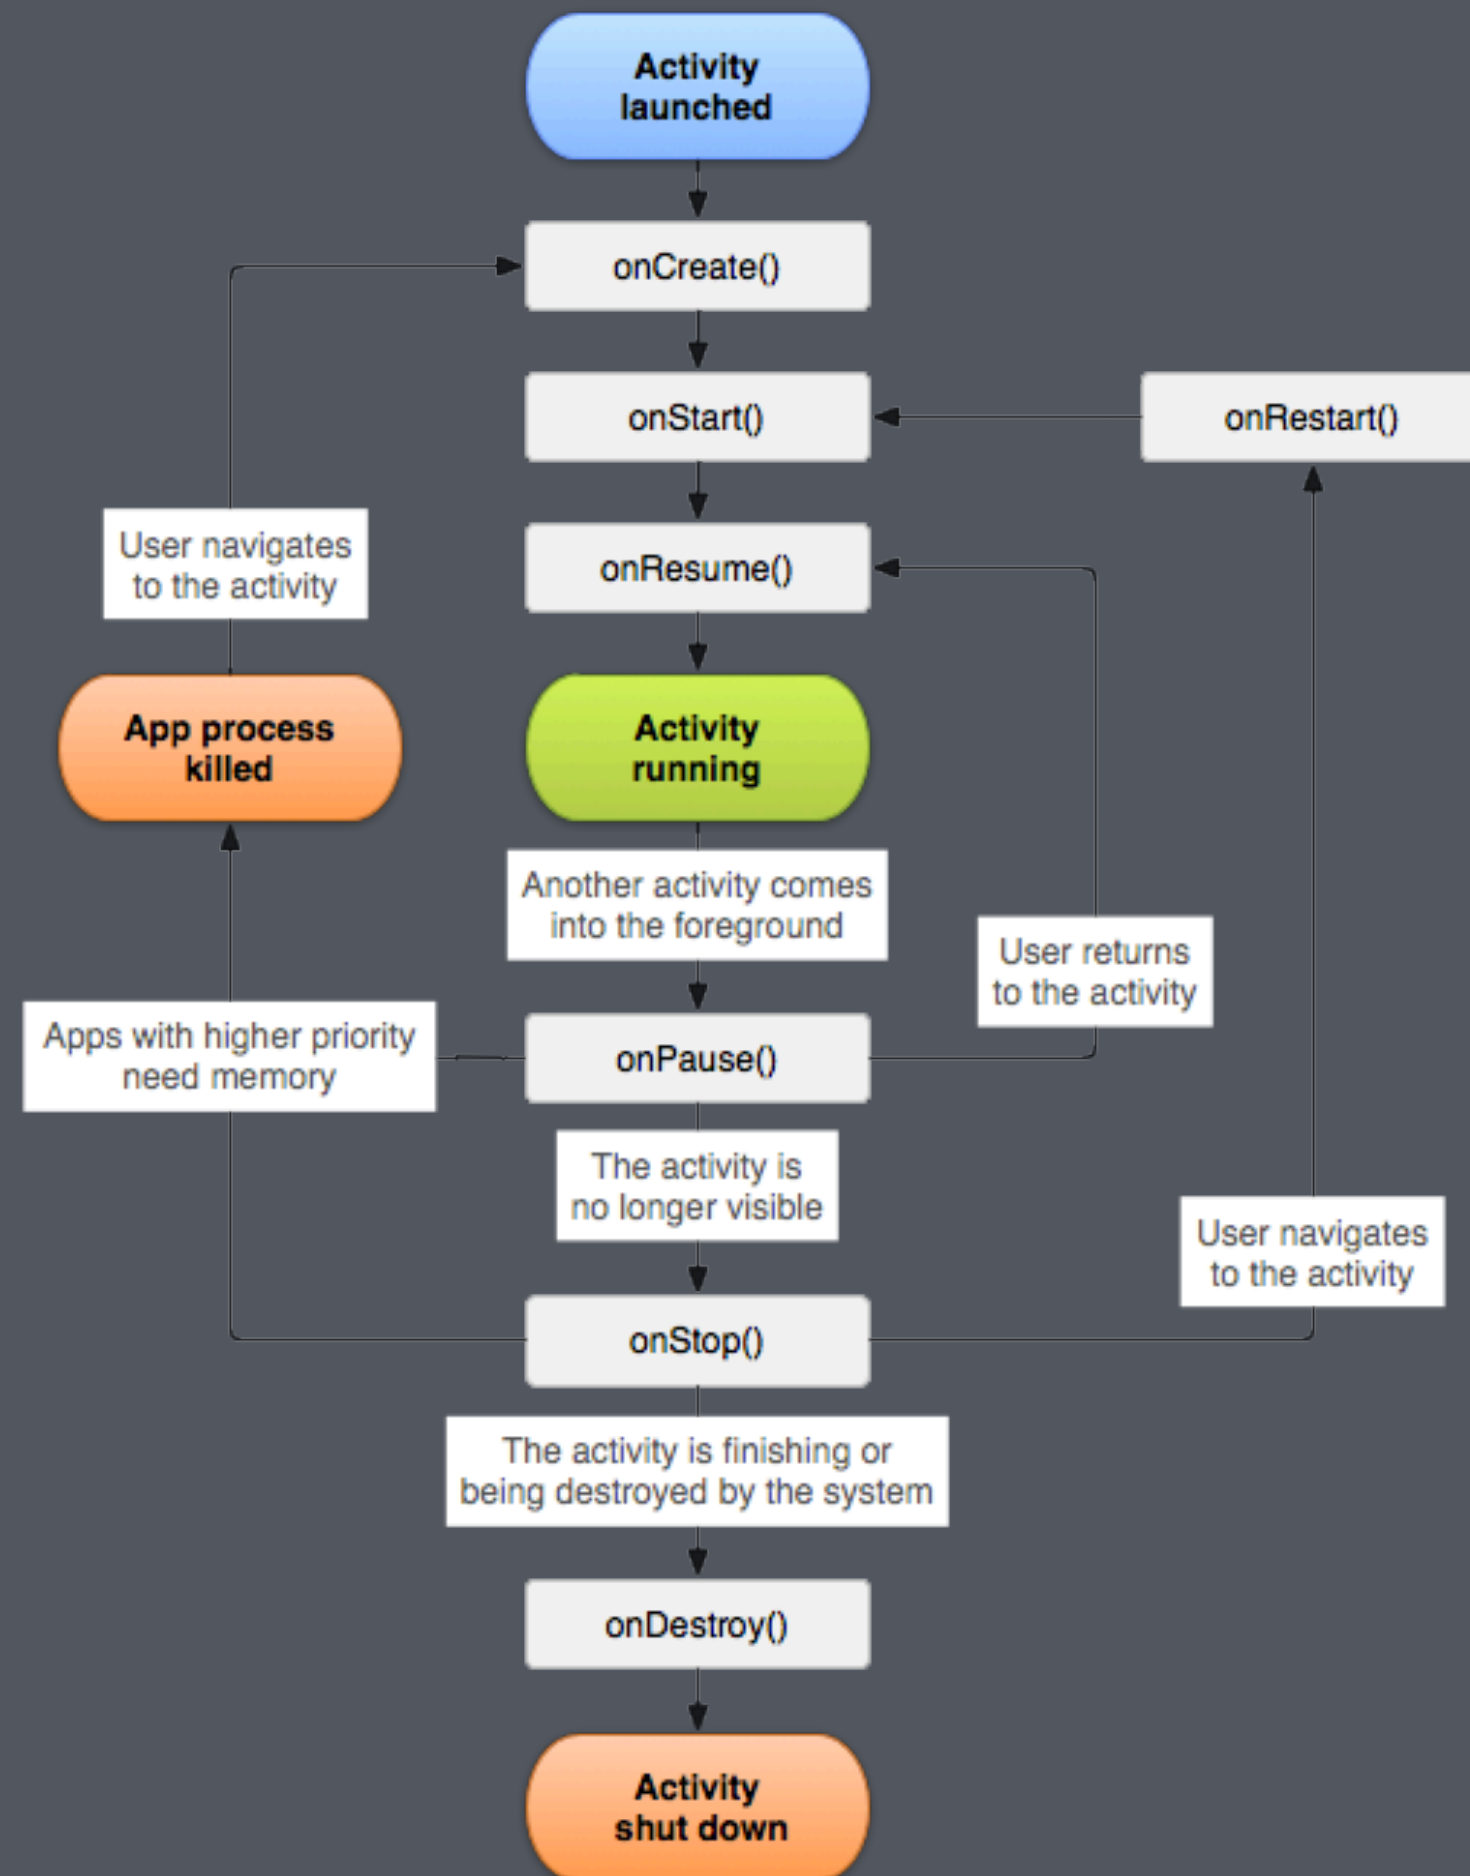 Activity
launched
onCreate()
onStart()
onRestart()
User navigates
to the activity
onResume()
App process
killed
Activity
running
Another activity comes
into the foreground
User returns
to the activity
Apps with higher priority
need memory
onPause()
The activity is
no longer visible
User navigates
to the activity
onStop()
The activity is finishing or
being destroyed by the system
onDestroy()
Activity
shut down